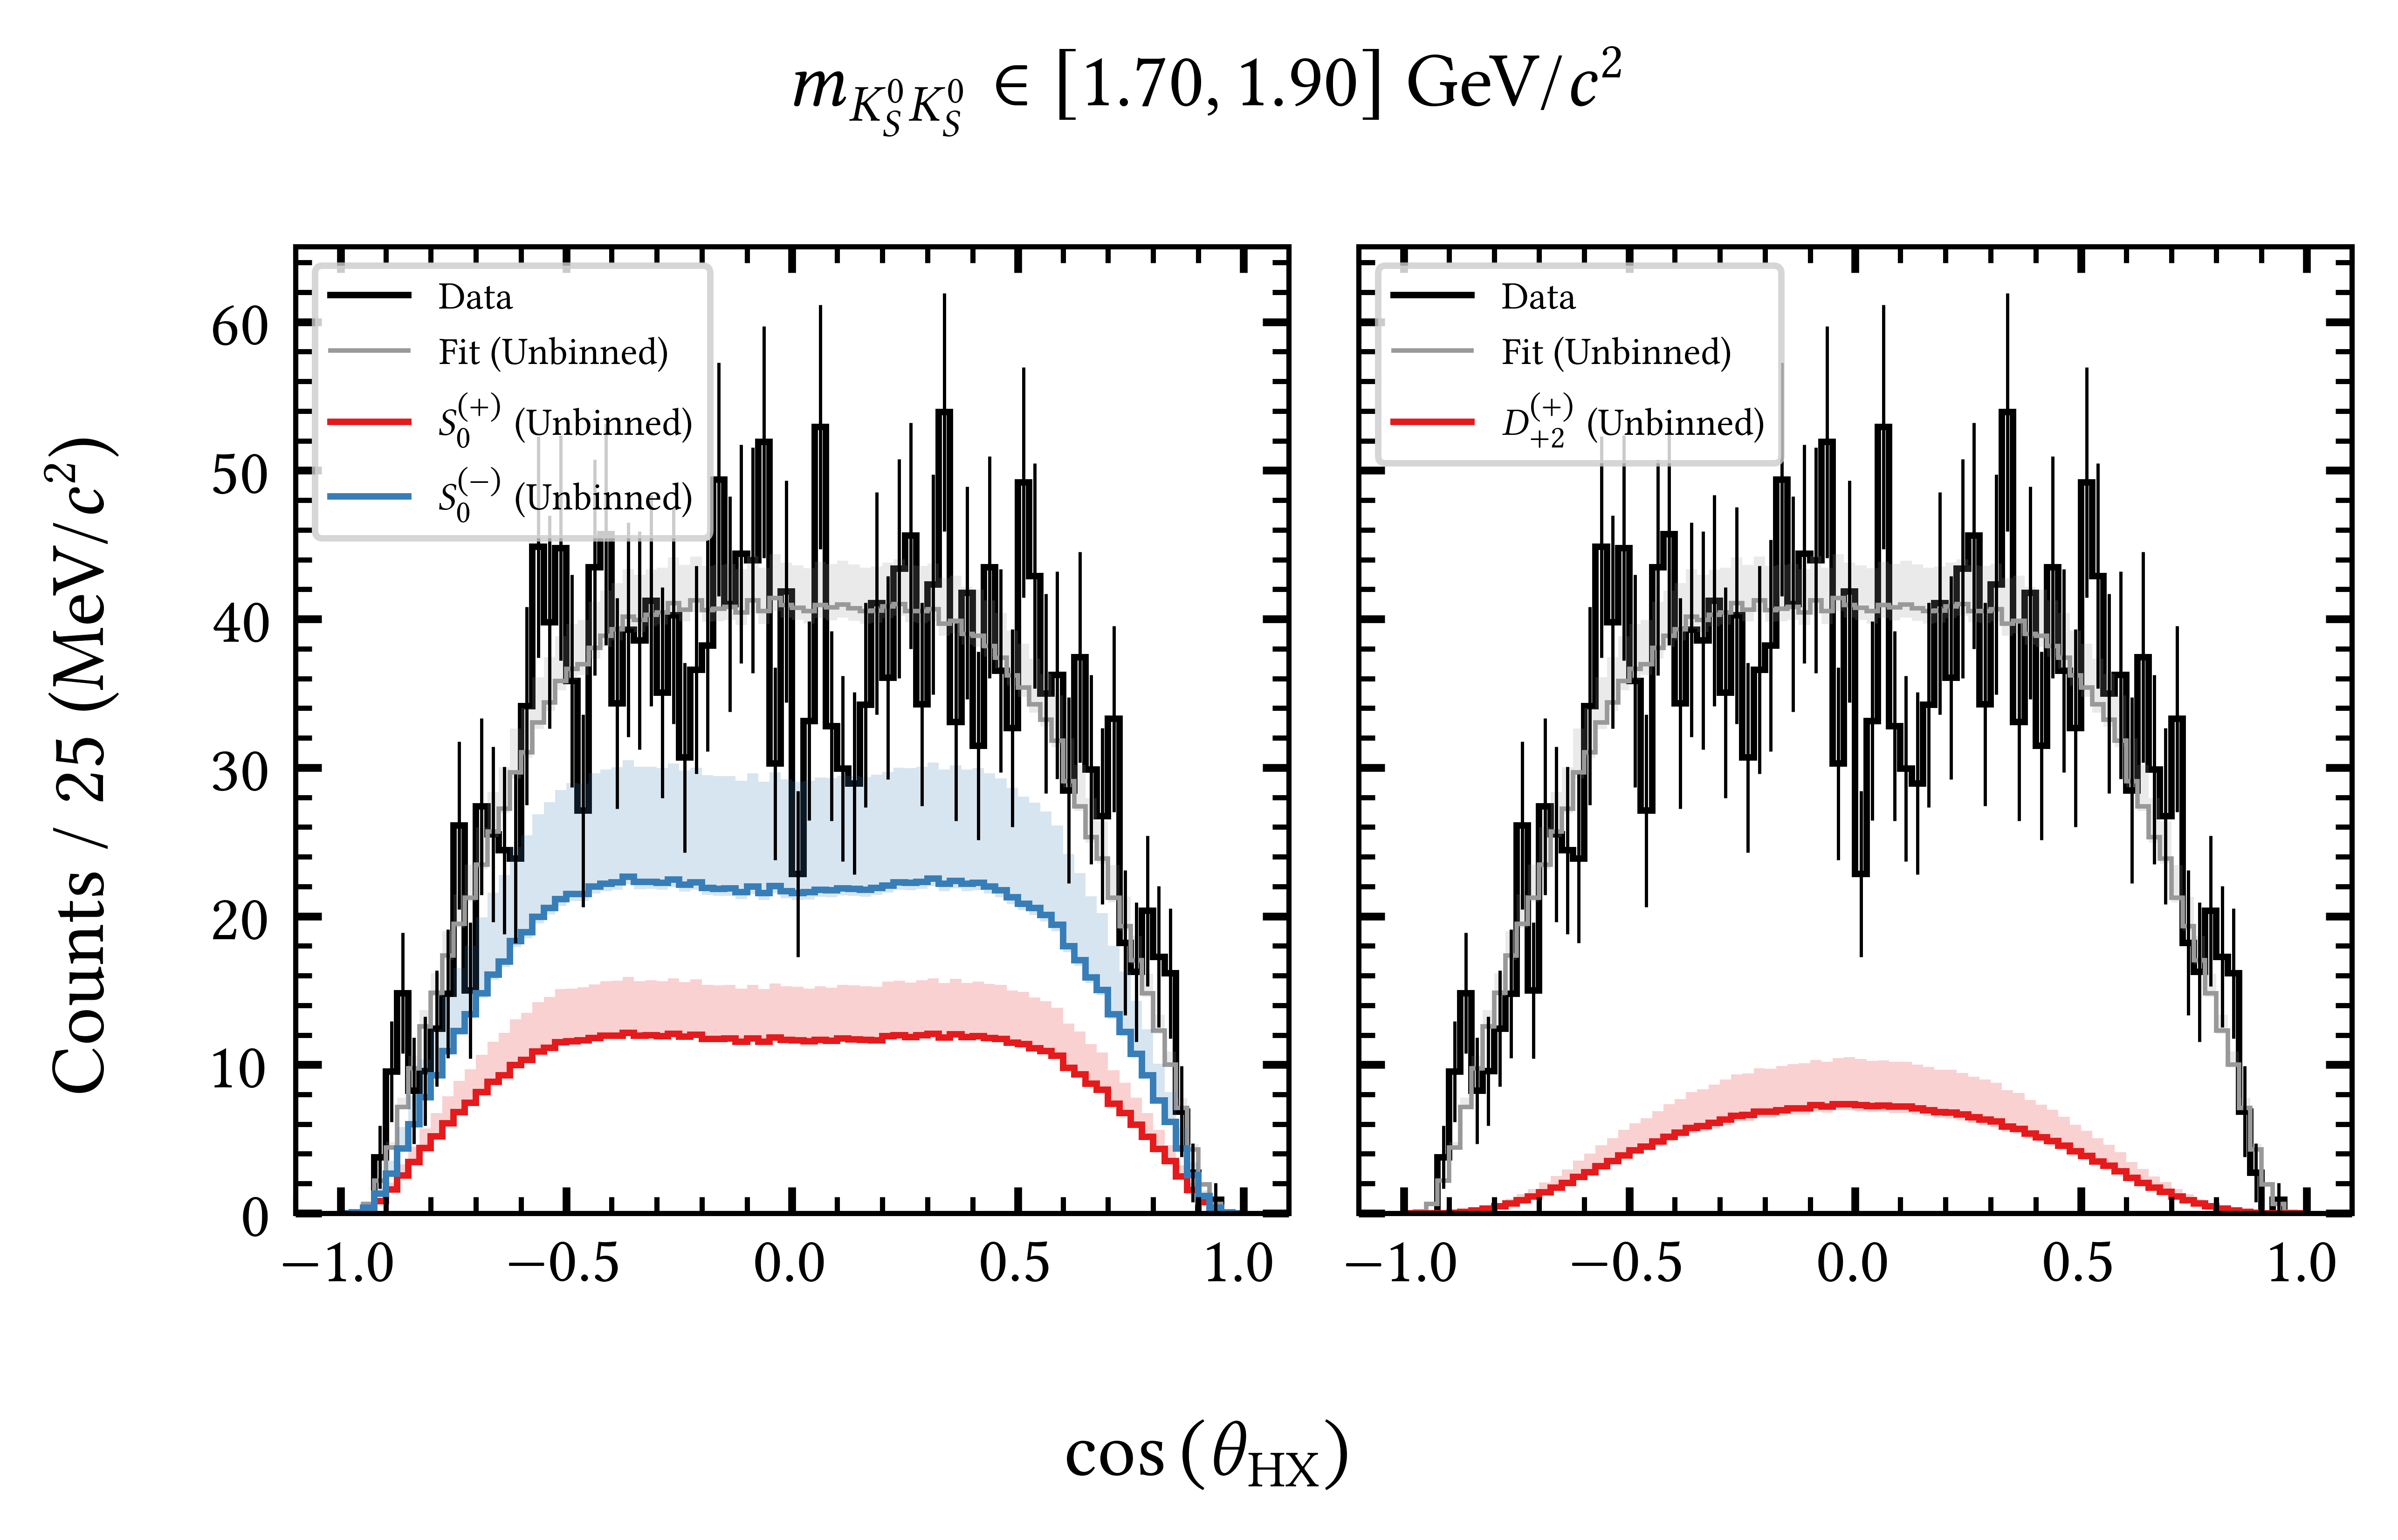 m_{K_S^0 K_S^0} ∈ [1.70, 1.90] GeV/c²
Counts / 25 (MeV/c²)
60
50
40
30
20
10
0
Data
Fit (Unbinned)
S_0^{(+)} (Unbinned)
S_0^{(−)} (Unbinned)
−1.0 −0.5 0.0 0.5 1.0
Data
Fit (Unbinned)
D_{+2}^{(+)} (Unbinned)
−1.0 −0.5 0.0 0.5 1.0
cos (θ_{HX})